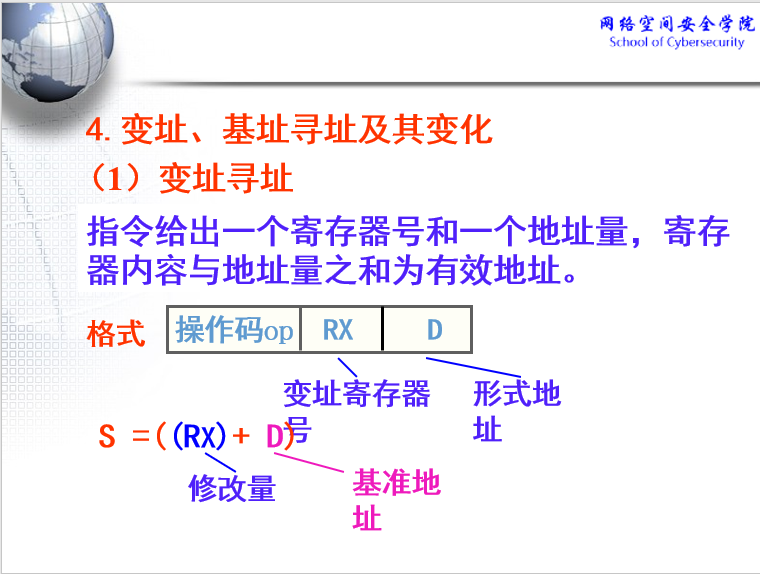 网络空间安全学院
School of Cybersecurity
4.变址、基址寻址及其变化
（1）变址寻址
指令给出一个寄存器号和一个地址量，寄存
器内容与地址量之和为有效地址。
格式 操作码op RX D
变址寄存器
号
形式地
址
S =((RX)+ D)
修改量
基准地
址